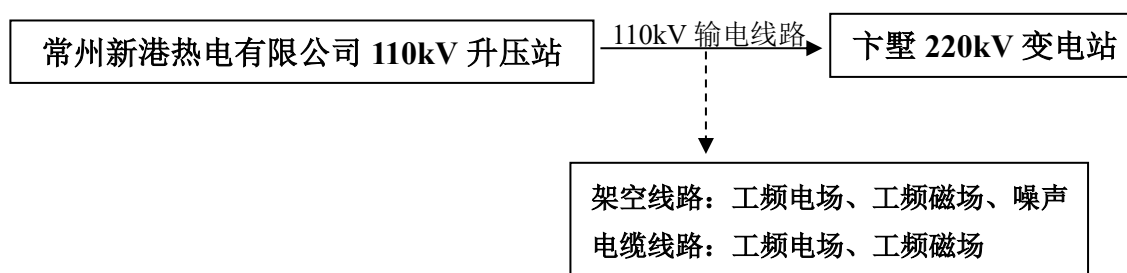 常州新港热电有限公司 110kV 升压站
110kV 输电线路
卞墅 220kV 变电站
架空线路：工频电场、工频磁场、噪声
电缆线路：工频电场、工频磁场